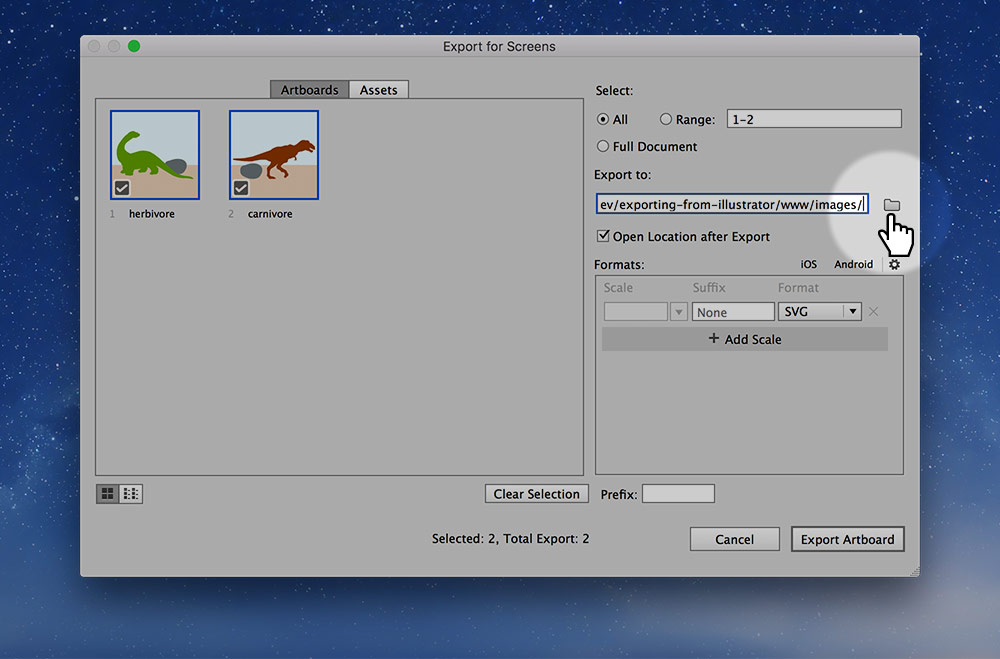 Export for Screens
Artboards Assets
1 herbivore
2 carnivore
Select:
All Range: 1-2
Full Document
Export to:
ev/exporting-from-illustrator/www/images/
Open Location after Export
Formats: iOS Android
Scale Suffix Format
None SVG
+ Add Scale
Clear Selection Prefix:
Selected: 2, Total Export: 2
Cancel Export Artboard